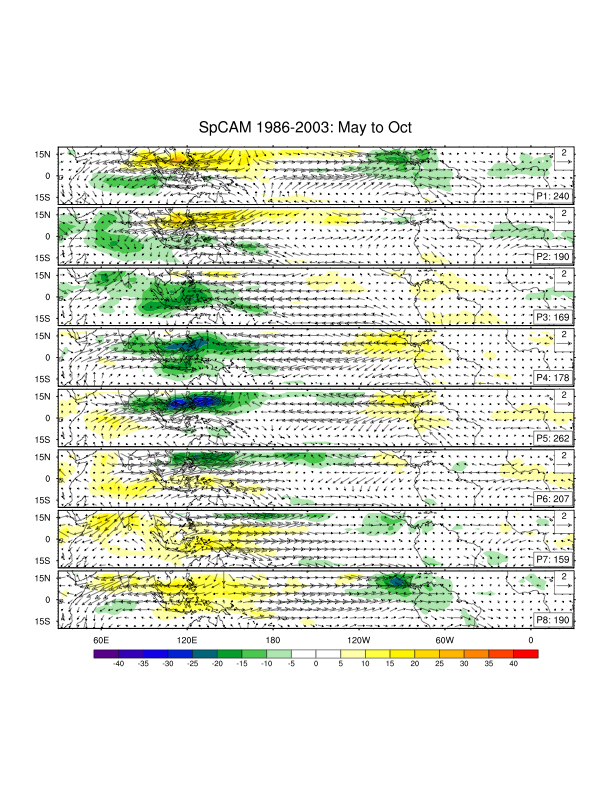 SpCAM 1986-2003: May to Oct
15N
0
15S
2
P1: 240
15N
0
15S
2
P2: 190
15N
0
15S
2
P3: 169
15N
0
15S
2
P4: 178
15N
0
15S
2
P5: 262
15N
0
15S
2
P6: 207
15N
0
15S
2
P7: 159
15N
0
15S
2
P8: 190
60E 120E 180 120W 60W 0
-40 -35 -30 -25 -20 -15 -10 -5 0 5 10 15 20 25 30 35 40